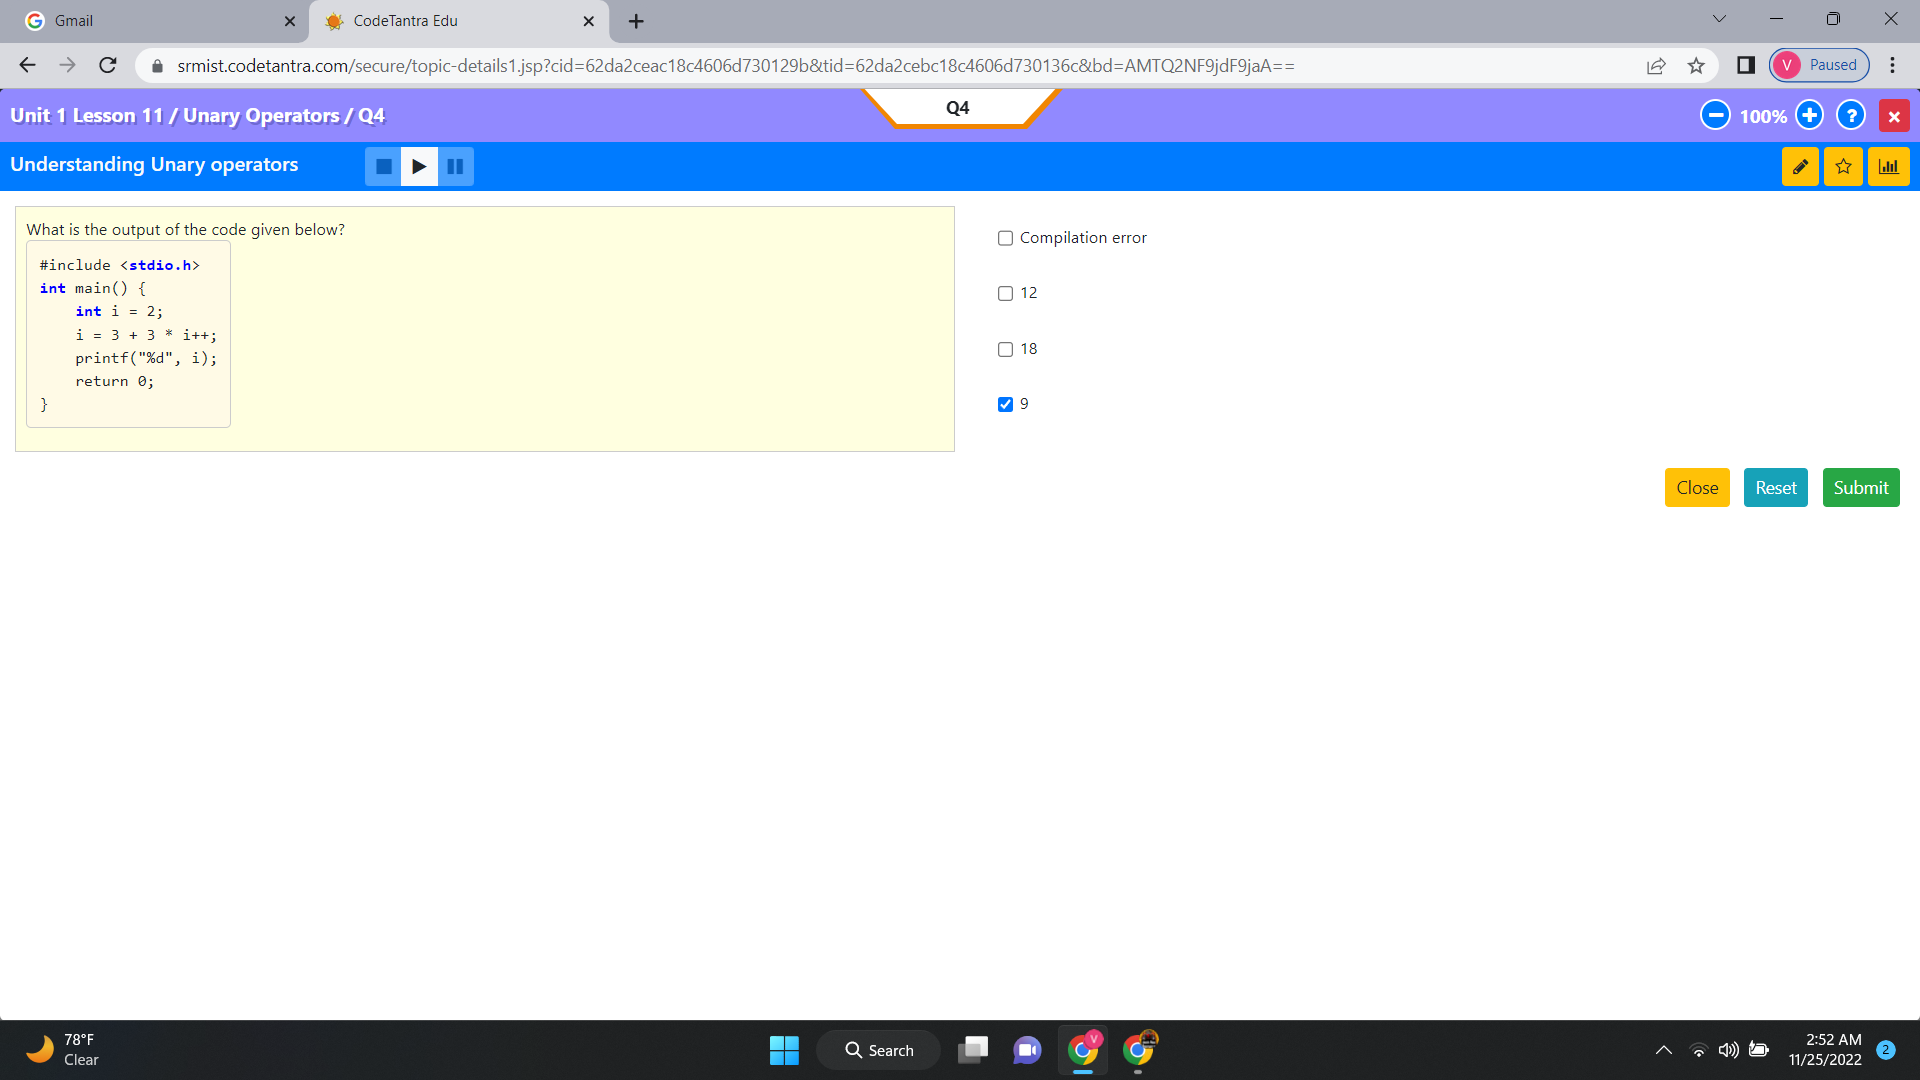 Gmail
CodeTantra Edu
srmist.codetantra.com/secure/topic-details1.jsp?cid=62da2ceac18c4606d730129b&tid=62da2cebc18c4606d730136c&bd=AMTQ2NF9jdF9jaA==
V Paused
Unit 1 Lesson 11 / Unary Operators / Q4
Q4
100%
?
Understanding Unary operators
What is the output of the code given below?
#include <stdio.h>
int main() {
    int i = 2;
    i = 3 + 3 * i++;
    printf("%d", i);
    return 0;
}
Compilation error
12
18
9
Close Reset Submit
78°F
Clear
Search
V
2:52 AM
11/25/2022
2